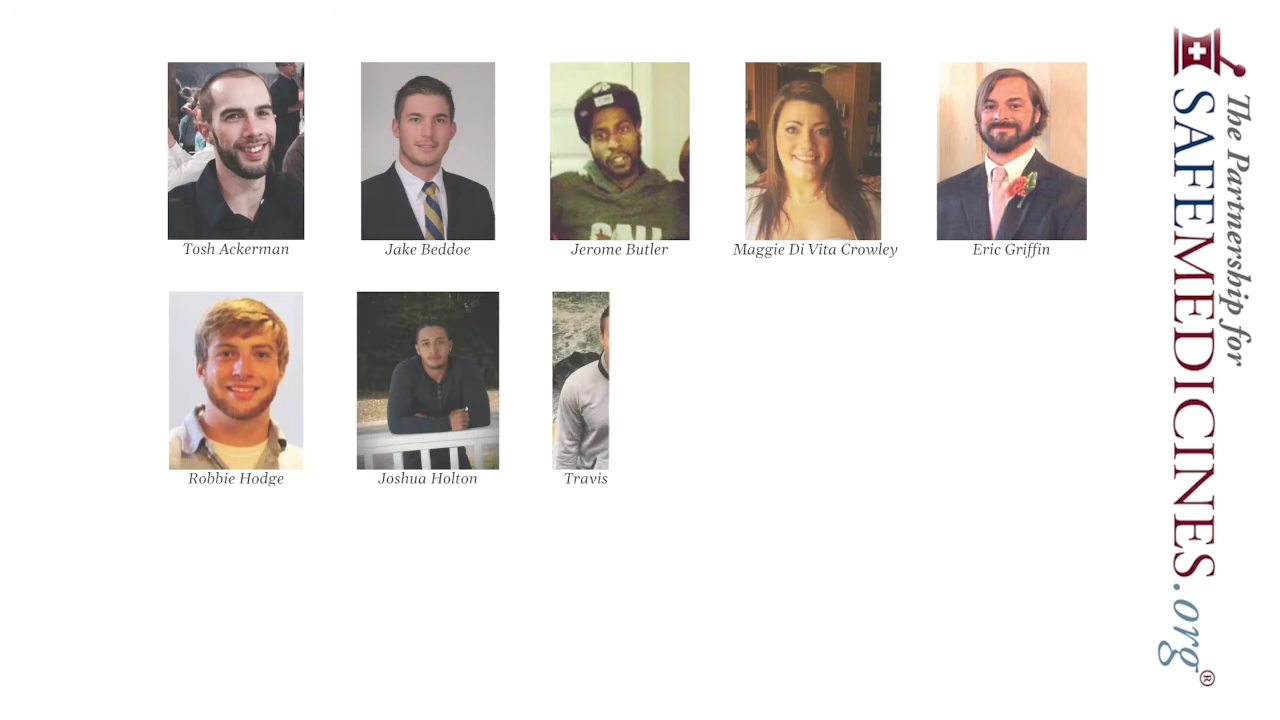 Tosh Ackerman
Jake Beddoe
Jerome Butler
Maggie Di Vita Crowley
Eric Griffin
Robbie Hodge
Joshua Holton
Travis
The Partnership for
SAFEMEDICINES.org®